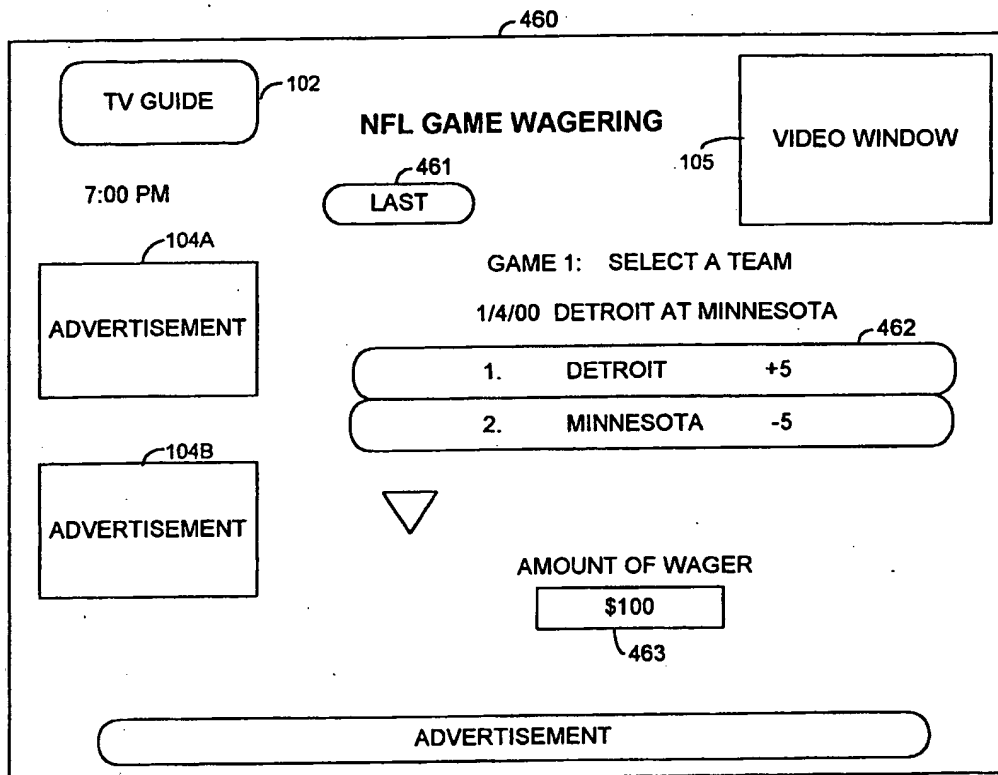 460
TV GUIDE
102
NFL GAME WAGERING
VIDEO WINDOW
105
7:00 PM
461
LAST
104A
ADVERTISEMENT
GAME 1: SELECT A TEAM
1/4/00 DETROIT AT MINNESOTA
462
1. DETROIT +5
2. MINNESOTA -5
104B
ADVERTISEMENT
AMOUNT OF WAGER
$100
463
ADVERTISEMENT